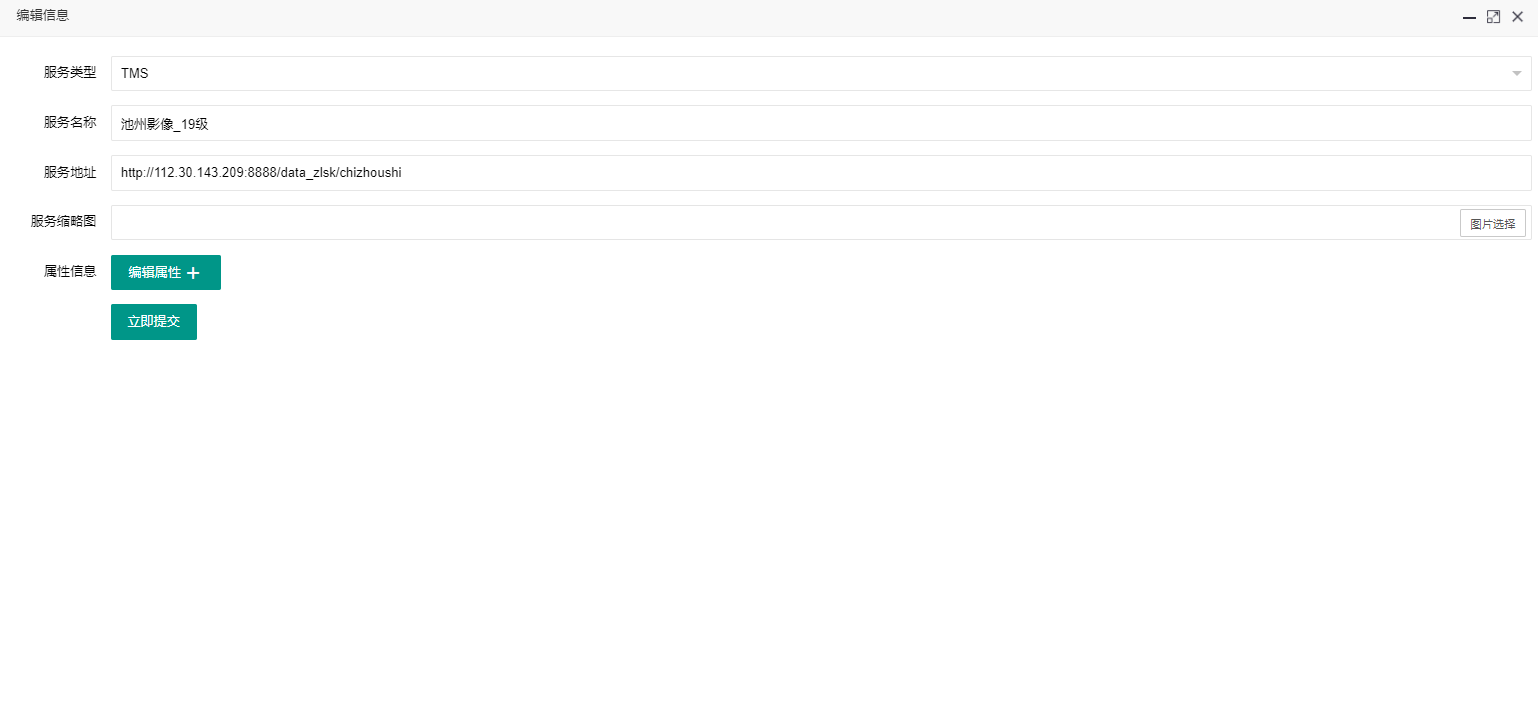 编辑信息
服务类型 TMS
服务名称 池州影像_19级
服务地址 http://112.30.143.209:8888/data_zlsk/chizhoushi
服务缩略图 图片选择
属性信息 编辑属性
立即提交